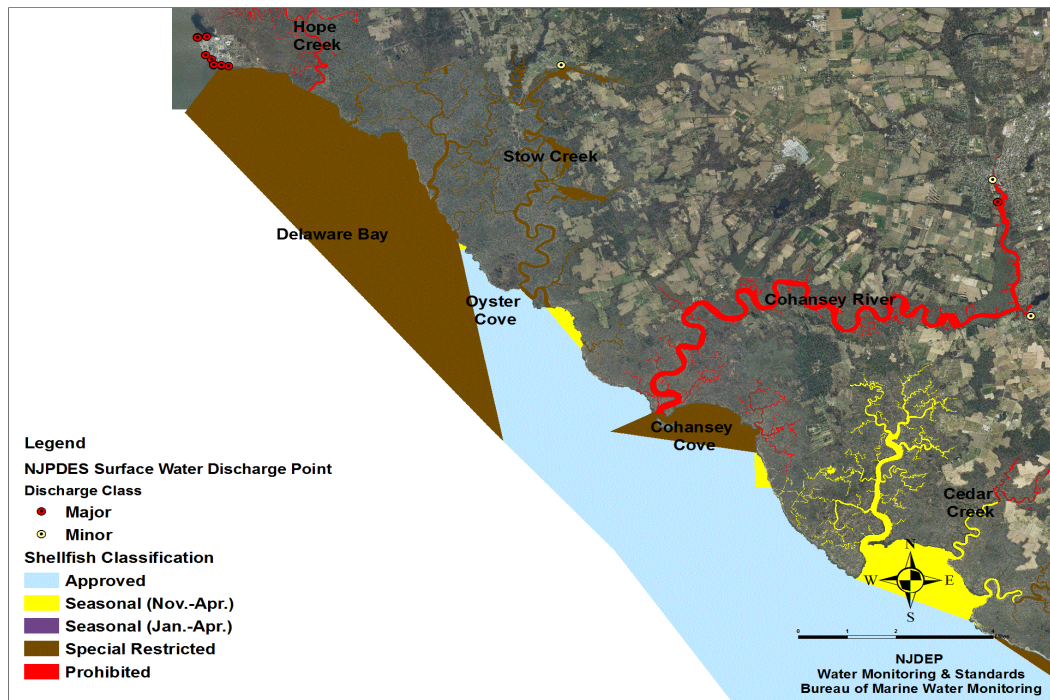 Hope
Creek
Stow Creek
Delaware Bay
Oyster
Cove
Cohansey River
Cohansey
Cove
Cedar
Creek
Legend
NJPDES Surface Water Discharge Point
Discharge Class
Major
Minor
Shellfish Classification
Approved
Seasonal (Nov.-Apr.)
Seasonal (Jan.-Apr.)
Special Restricted
Prohibited
N
W E
S
0 1 2 4
NJDEP
Water Monitoring & Standards
Bureau of Marine Water Monitoring